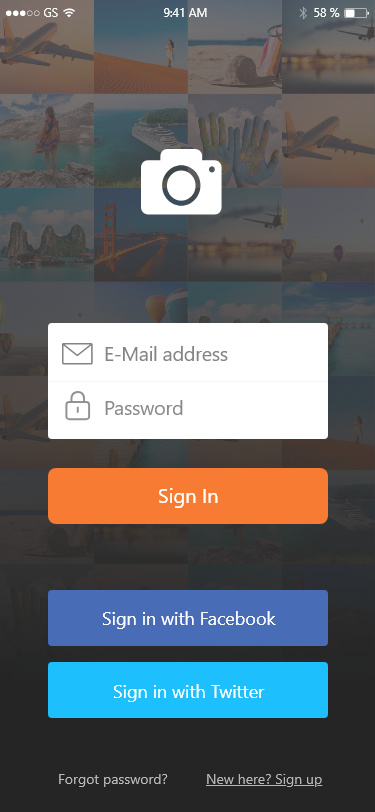 GS 9:41 AM 58 %
E-Mail address
Password
Sign In
Sign in with Facebook
Sign in with Twitter
Forgot password? New here? Sign up